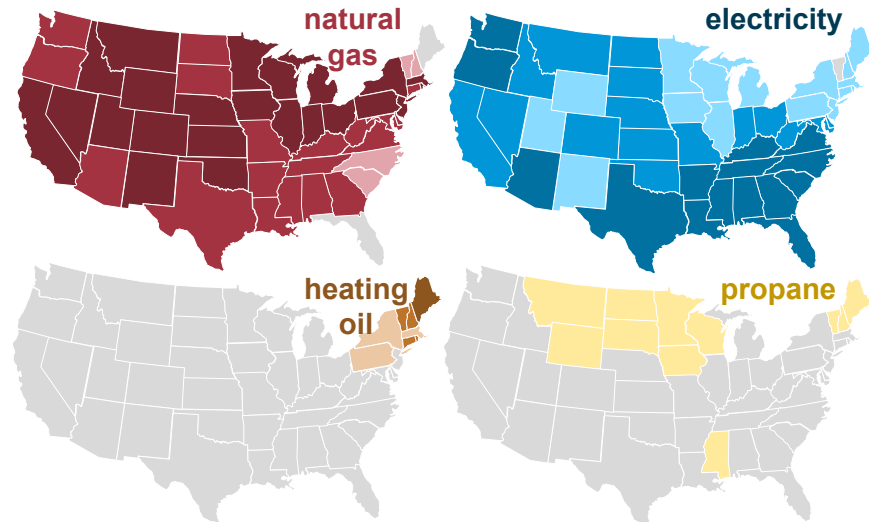 natural
gas
electricity
heating
oil
propane